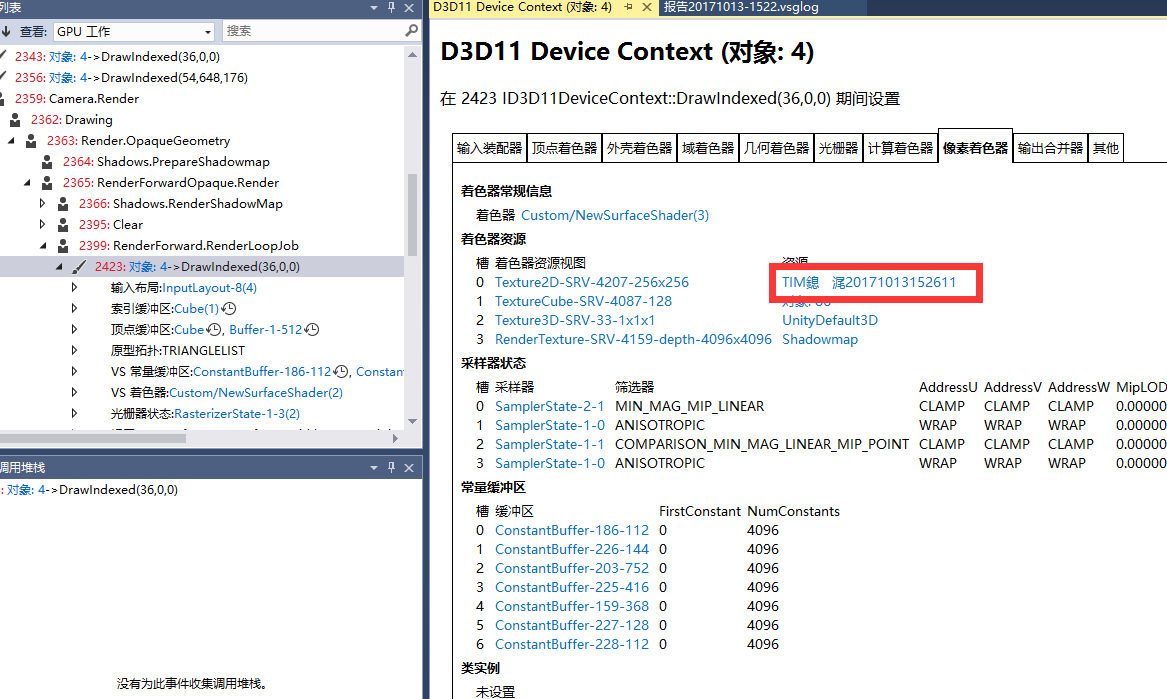 列表
查看: GPU 工作 搜索
2343: 对象: 4->DrawIndexed(36,0,0)
2356: 对象: 4->DrawIndexed(54,648,176)
2359: Camera.Render
2362: Drawing
2363: Render.OpaqueGeometry
2364: Shadows.PrepareShadowmap
2365: RenderForwardOpaque.Render
2366: Shadows.RenderShadowMap
2395: Clear
2399: RenderForward.RenderLoopJob
2423: 对象: 4->DrawIndexed(36,0,0)
输入布局:InputLayout-8(4)
索引缓冲区:Cube(1)
顶点缓冲区:Cube, Buffer-1-512
原型拓扑:TRIANGLELIST
VS 常量缓冲区:ConstantBuffer-186-112, Constan
VS 着色器:Custom/NewSurfaceShader(2)
光栅器状态:RasterizerState-1-3(2)
调用堆栈
: 对象: 4->DrawIndexed(36,0,0)
没有为此事件收集调用堆栈。
D3D11 Device Context (对象: 4) 报告20171013-1522.vsglog
D3D11 Device Context (对象: 4)
在 2423 ID3D11DeviceContext::DrawIndexed(36,0,0) 期间设置
输入装配器 顶点着色器 外壳着色器 域着色器 几何着色器 光栅器 计算着色器 像素着色器 输出合并器 其他
着色器常规信息
着色器 Custom/NewSurfaceShader(3)
着色器资源
槽 着色器资源视图 资源
0 Texture2D-SRV-4207-256x256 TIM鎴 浘20171013152611
1 TextureCube-SRV-4087-128
2 Texture3D-SRV-33-1x1x1 UnityDefault3D
3 RenderTexture-SRV-4159-depth-4096x4096 Shadowmap
采样器状态
槽 采样器 筛选器 AddressU AddressV AddressW MipLOD
0 SamplerState-2-1 MIN_MAG_MIP_LINEAR CLAMP CLAMP CLAMP 0.00000
1 SamplerState-1-0 ANISOTROPIC WRAP WRAP WRAP 0.00000
2 SamplerState-1-1 COMPARISON_MIN_MAG_LINEAR_MIP_POINT CLAMP CLAMP CLAMP 0.00000
3 SamplerState-1-0 ANISOTROPIC WRAP WRAP WRAP 0.00000
常量缓冲区
槽 缓冲区 FirstConstant NumConstants
0 ConstantBuffer-186-112 0 4096
1 ConstantBuffer-226-144 0 4096
2 ConstantBuffer-203-752 0 4096
3 ConstantBuffer-225-416 0 4096
4 ConstantBuffer-159-368 0 4096
5 ConstantBuffer-227-128 0 4096
6 ConstantBuffer-228-112 0 4096
类实例
未设置